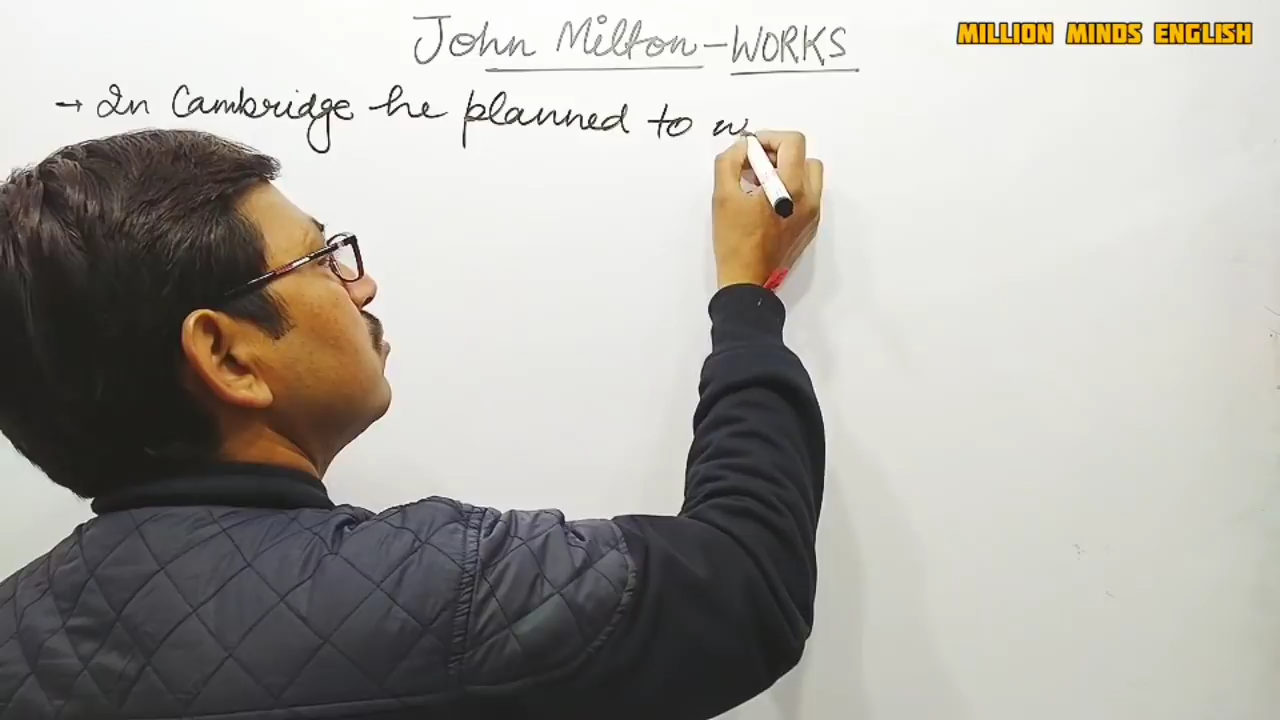 John Milton - WORKS
MILLION MINDS ENGLISH
→ In Cambridge he planned to w